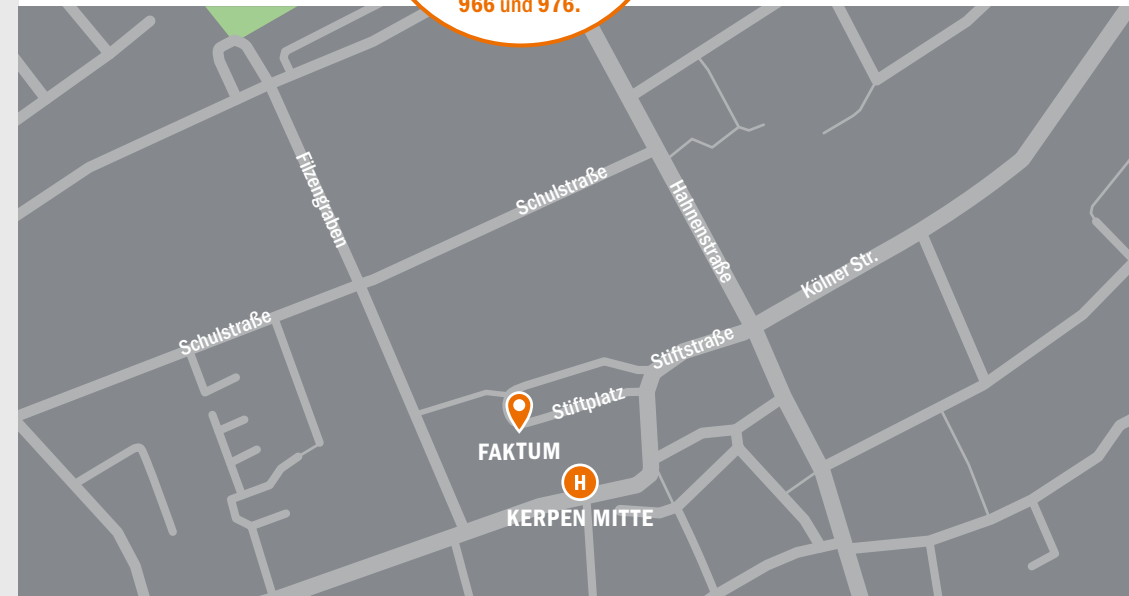 966 und 976.
Filzengraben
Schulstraße
Hahnenstraße
Kölner Str.
Schulstraße
Stiftstraße
Stiftplatz
FAKTUM
H
KERPEN MITTE